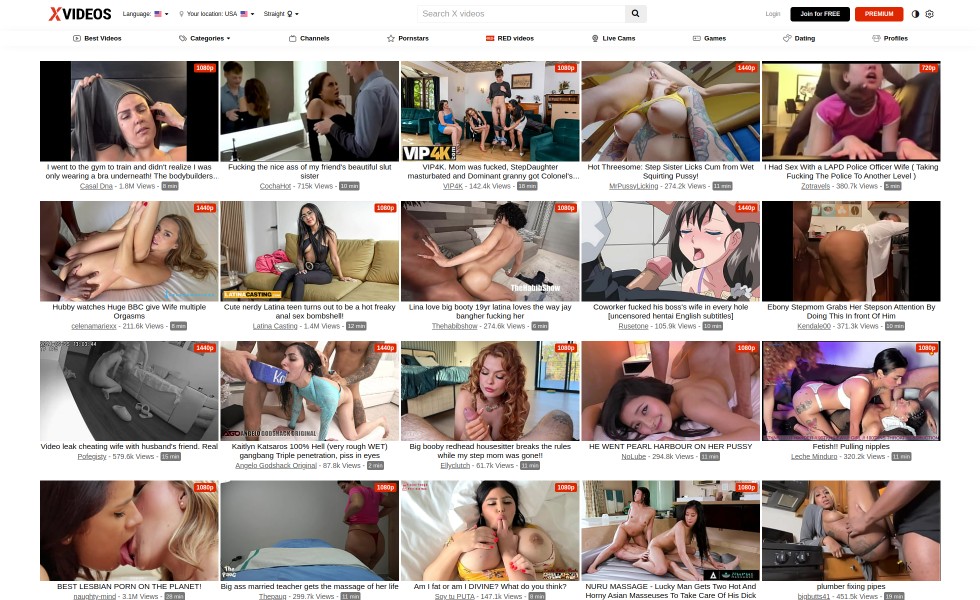 XVIDEOS Language: Your location: USA Straight Search X videos Login Join for FREE PREMIUM
Best Videos Categories Channels Pornstars RED videos Live Cams Games Dating Profiles
1080p 1080p 1440p 720p
VIP4K
I went to the gym to train and didn't realize I was
only wearing a bra underneath! The bodybuilders..
Casal Dna - 1.8M Views - 8 min
Fucking the nice ass of my friend's beautiful slut
sister
CochaHot - 715k Views - 10 min
VIP4K. Mom was fucked, StepDaughter
masturbated and Dominant granny got Colonel's...
VIP4K - 142.4k Views - 18 min
Hot Threesome: Step Sister Licks Cum from Wet
Squirting Pussy!
MrPussyLicking - 274.2k Views - 11 min
I Had Sex With a LAPD Police Officer Wife ( Taking
Fucking The Police To Another Level )
Zotravels - 380.7k Views - 5 min
1440p 1080p 1080p 1440p
LATINA CASTING
TheHabibShow
Hubby watches Huge BBC give Wife multiple
Orgasms
celenamariexx - 211.6k Views - 8 min
Cute nerdy Latina teen turns out to be a hot freaky
anal sex bombshell!
Latina Casting - 1.4M Views - 12 min
Lina love big booty 19yr latina loves the way jay
bangher fucking her
Thehabibshow - 274.6k Views - 6 min
Coworker fucked his boss's wife in every hole
[uncensored hentai English subtitles]
Rusetone - 105.9k Views - 10 min
Ebony Stepmom Grabs Her Stepson Attention By
Doing This In front Of Him
Kendale00 - 371.3k Views - 10 min
1440p 1440p 1080p 1080p 1080p
ANGELO GODSHACK ORIGINAL
Video leak cheating wife with husband's friend. Real
Pofegisty - 579.6k Views - 15 min
Kaitlyn Katsaros 100% Hell (very rough WET)
gangbang Triple penetration, piss in eyes
Angelo Godshack Original - 87.8k Views - 2 min
Big booby redhead housesitter breaks the rules
while my step mom was gone!!
Ellyclutch - 61.7k Views - 11 min
HE WENT PEARL HARBOUR ON HER PUSSY
NoLube - 294.8k Views - 11 min
Fetish!! Pulling nipples
Leche Minduro - 320.2k Views - 11 min
1080p 1080p 1080p 1080p
BEST LESBIAN PORN ON THE PLANET!
naughty-mind - 3.1M Views - 28 min
Big ass married teacher gets the massage of her life
Thepaug - 299.7k Views - 11 min
Am I fat or am I DIVINE? What do you think?
Soy tu PUTA - 147.1k Views - 9 min
NURU MASSAGE - Lucky Man Gets Two Hot And
Horny Asian Masseuses To Take Care Of His Dick
plumber fixing pipes
bigbutts41 - 451.5k Views - 19 min